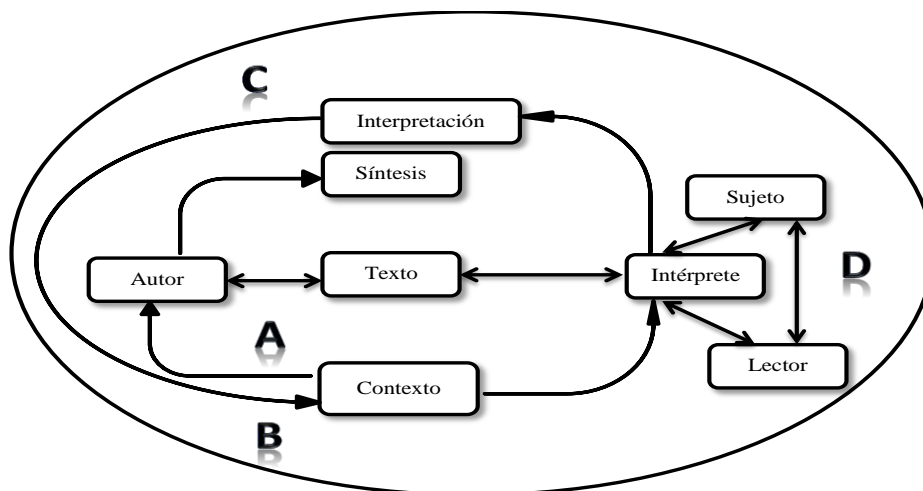 C
Interpretación
Síntesis
Sujeto
Autor
Texto
Intérprete
D
A
Lector
Contexto
B